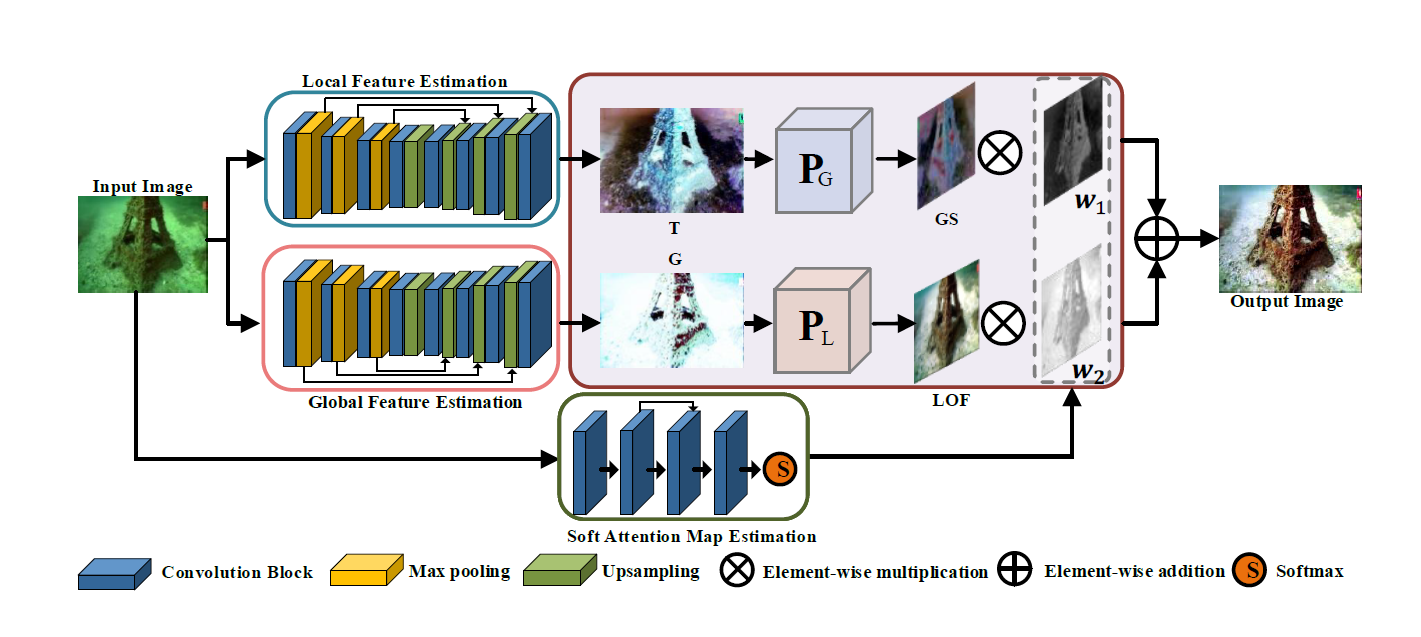 Local Feature Estimation
Input Image
P_G
w_1
T
GS
G
P_L
Output Image
w_2
LOF
Global Feature Estimation
S
Soft Attention Map Estimation
Convolution Block
Max pooling
Upsampling
Element-wise multiplication
Element-wise addition
S
Softmax